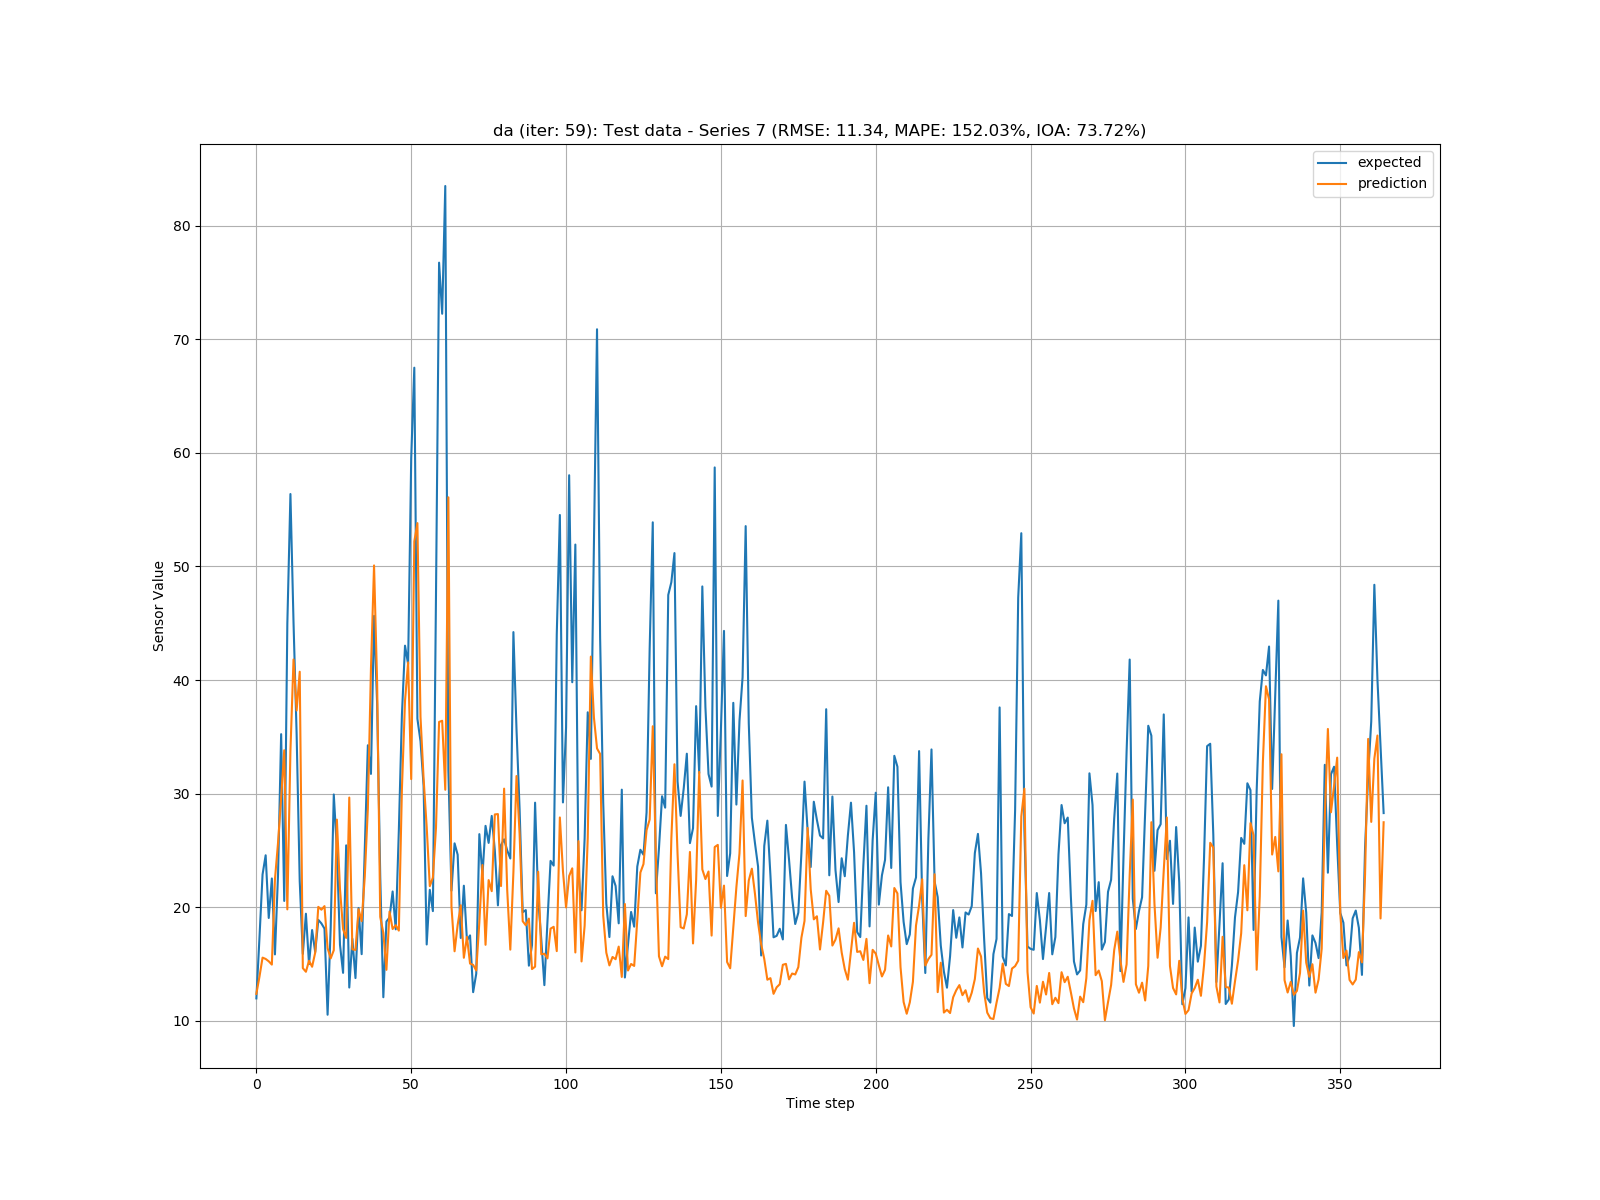 da (iter: 59): Test data - Series 7 (RMSE: 11.34, MAPE: 152.03%, IOA: 73.72%)
expected
prediction
80
70
60
50
40
30
20
10
Sensor Value
0 50 100 150 200 250 300 350
Time step